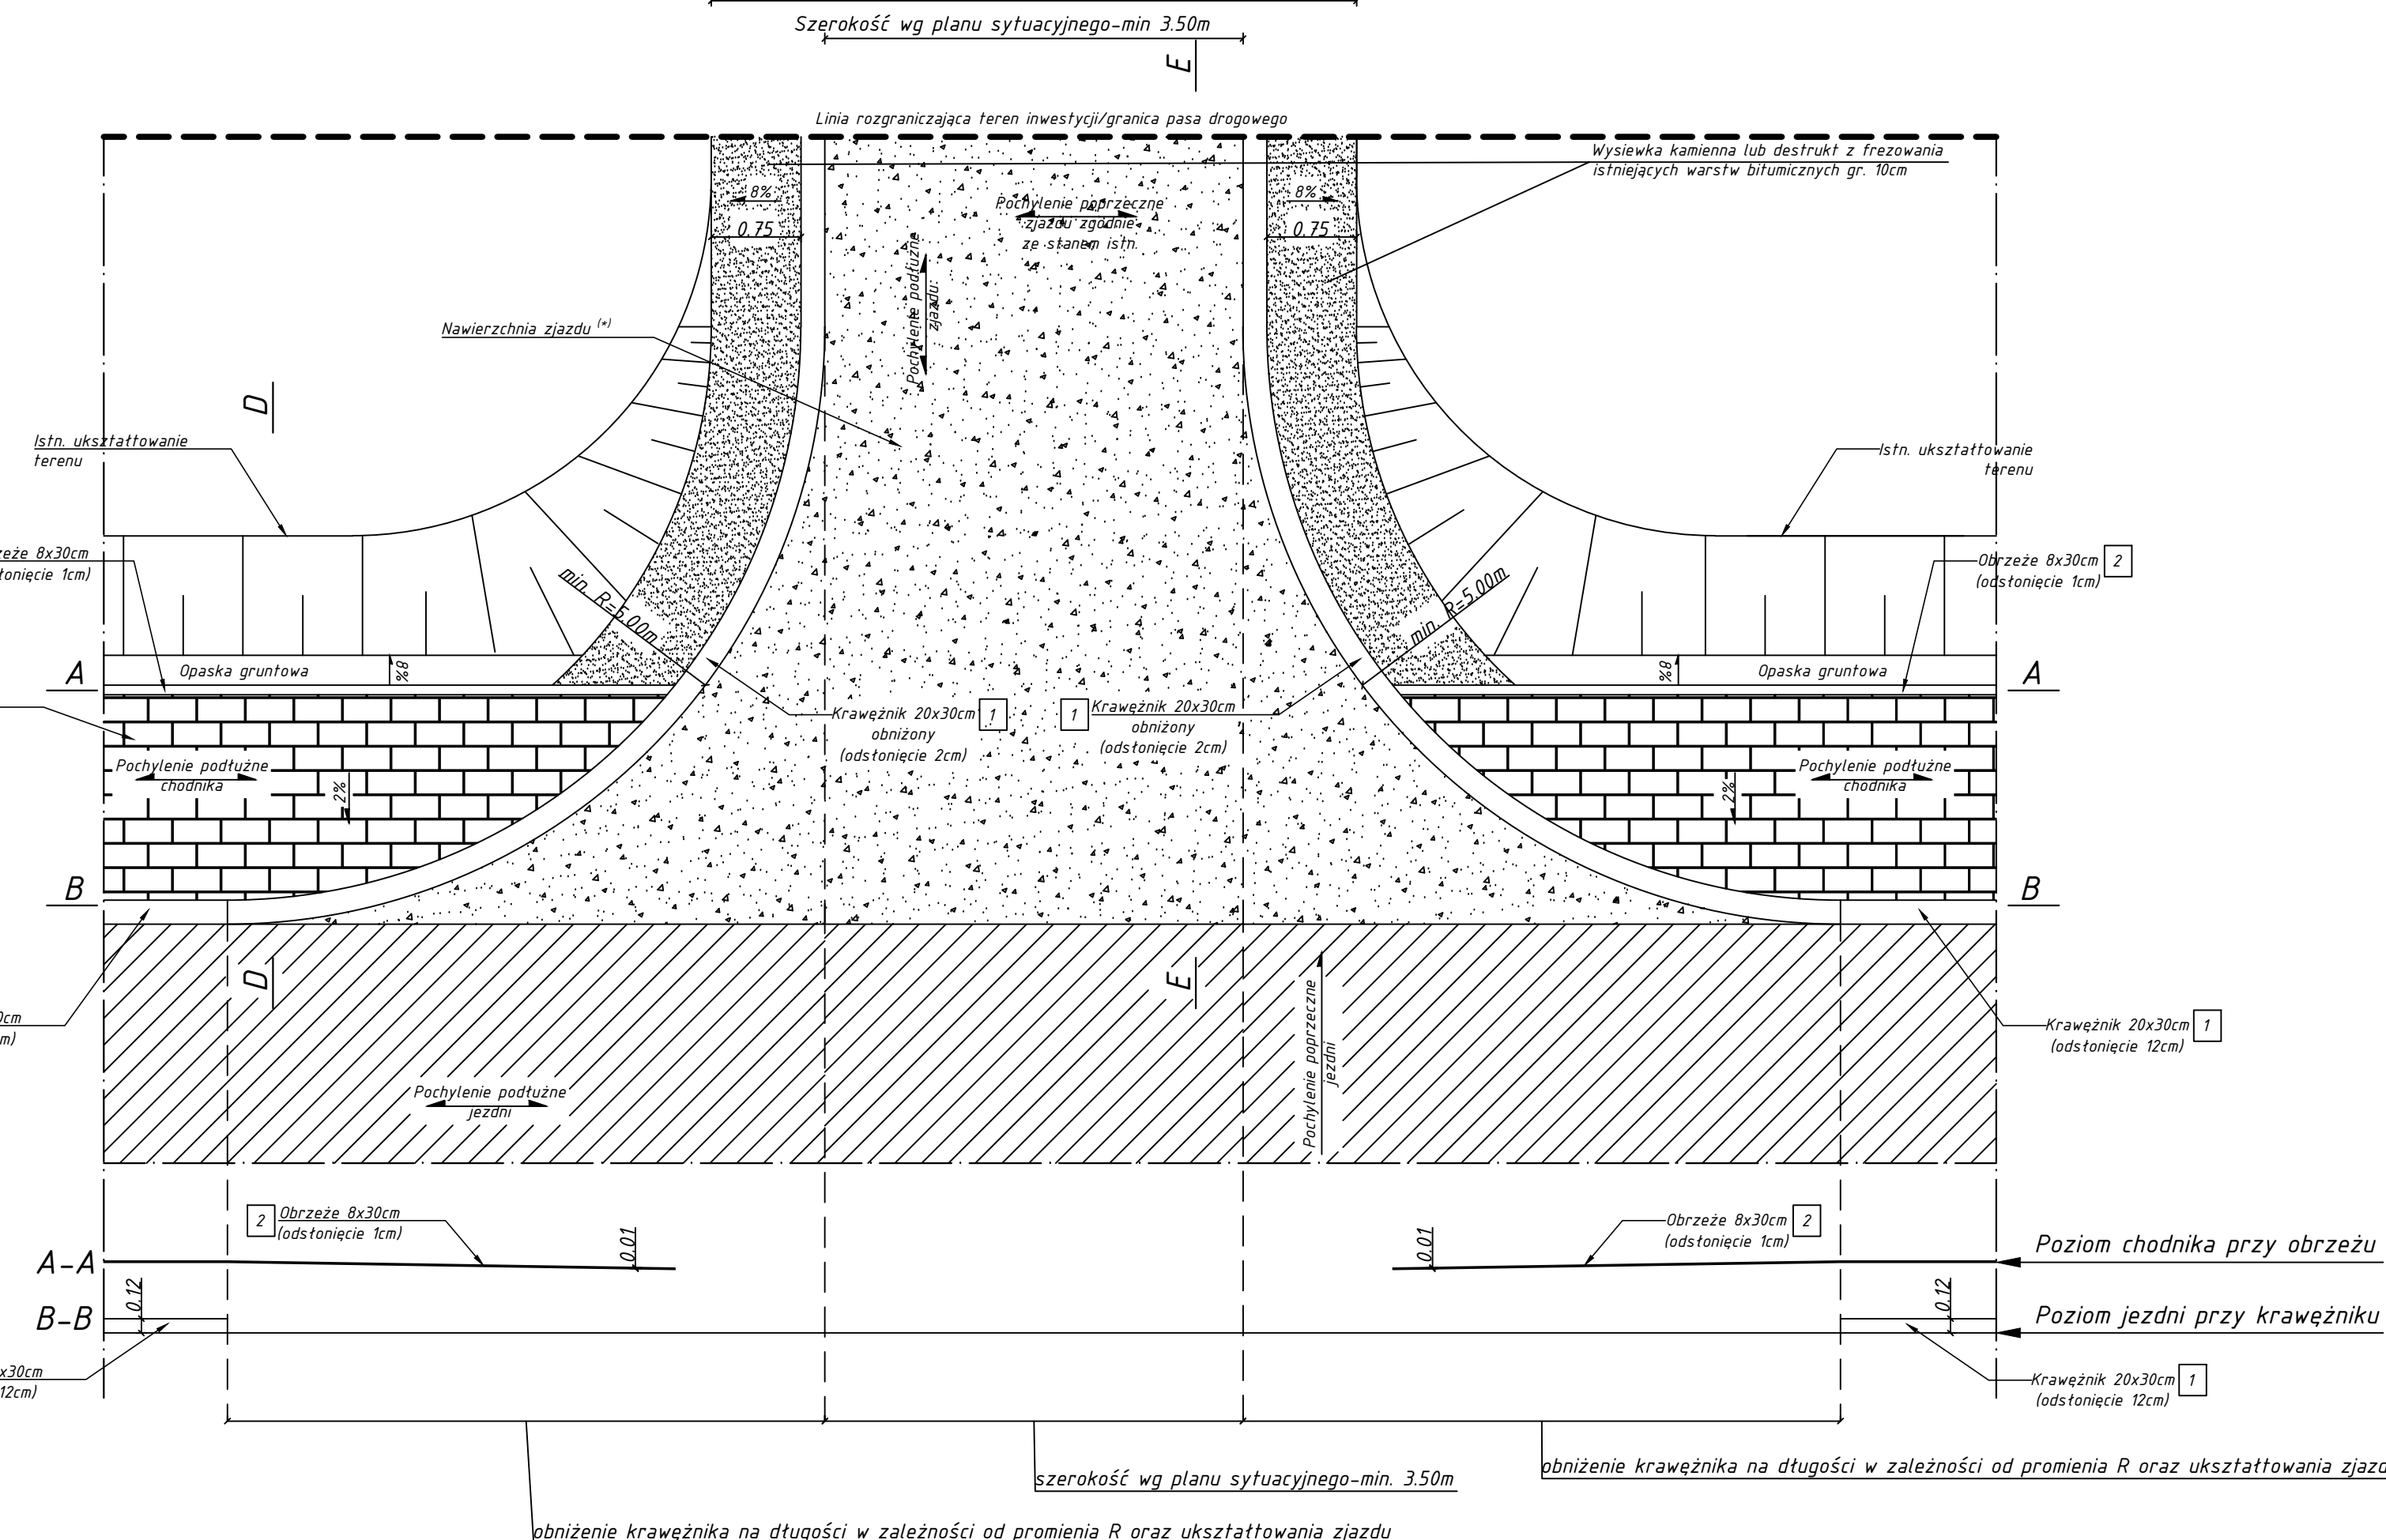 Szerokość wg planu sytuacyjnego-min 3.50m
E
Linia rozgraniczająca teren inwestycji/granica pasa drogowego
Wysiewka kamienna lub destrukt z frezowania
istniejących warstw bitumicznych gr. 10cm
8%
0.75
Pochylenie poprzeczne
zjazdu zgodnie
ze stanem istn.
8%
0.75
Pochylenie podłużne
zjazdu
Nawierzchnia zjazdu (*)
D
Istn. ukształtowanie
terenu
Istn. ukształtowanie
terenu
8x30cm
1cm)
Obrzeże 8x30cm 2
(odsłonięcie 1cm)
min. R=5.00m
min. R=5.00m
A
Opaska gruntowa
8%
8%
Opaska gruntowa
A
Krawężnik 20x30cm 1
obniżony
(odsłonięcie 2cm)
1 Krawężnik 20x30cm
obniżony
(odsłonięcie 2cm)
Pochylenie podłużne
chodnika
2%
2%
Pochylenie podłużne
chodnika
B
B
D
E
Pochylenie poprzeczne
jezdni
Krawężnik 20x30cm 1
(odsłonięcie 12cm)
Pochylenie podłużne
jezdni
2 Obrzeże 8x30cm
(odsłonięcie 1cm)
0.01
0.01
Obrzeże 8x30cm 2
(odsłonięcie 1cm)
A-A
Poziom chodnika przy obrzeżu
0.12
0.12
B-B
Poziom jezdni przy krawężniku
x30cm
12cm)
Krawężnik 20x30cm 1
(odsłonięcie 12cm)
szerokość wg planu sytuacyjnego-min. 3.50m
obniżenie krawężnika na długości w zależności od promienia R oraz ukształtowania zjazd
obniżenie krawężnika na długości w zależności od promienia R oraz ukształtowania zjazdu